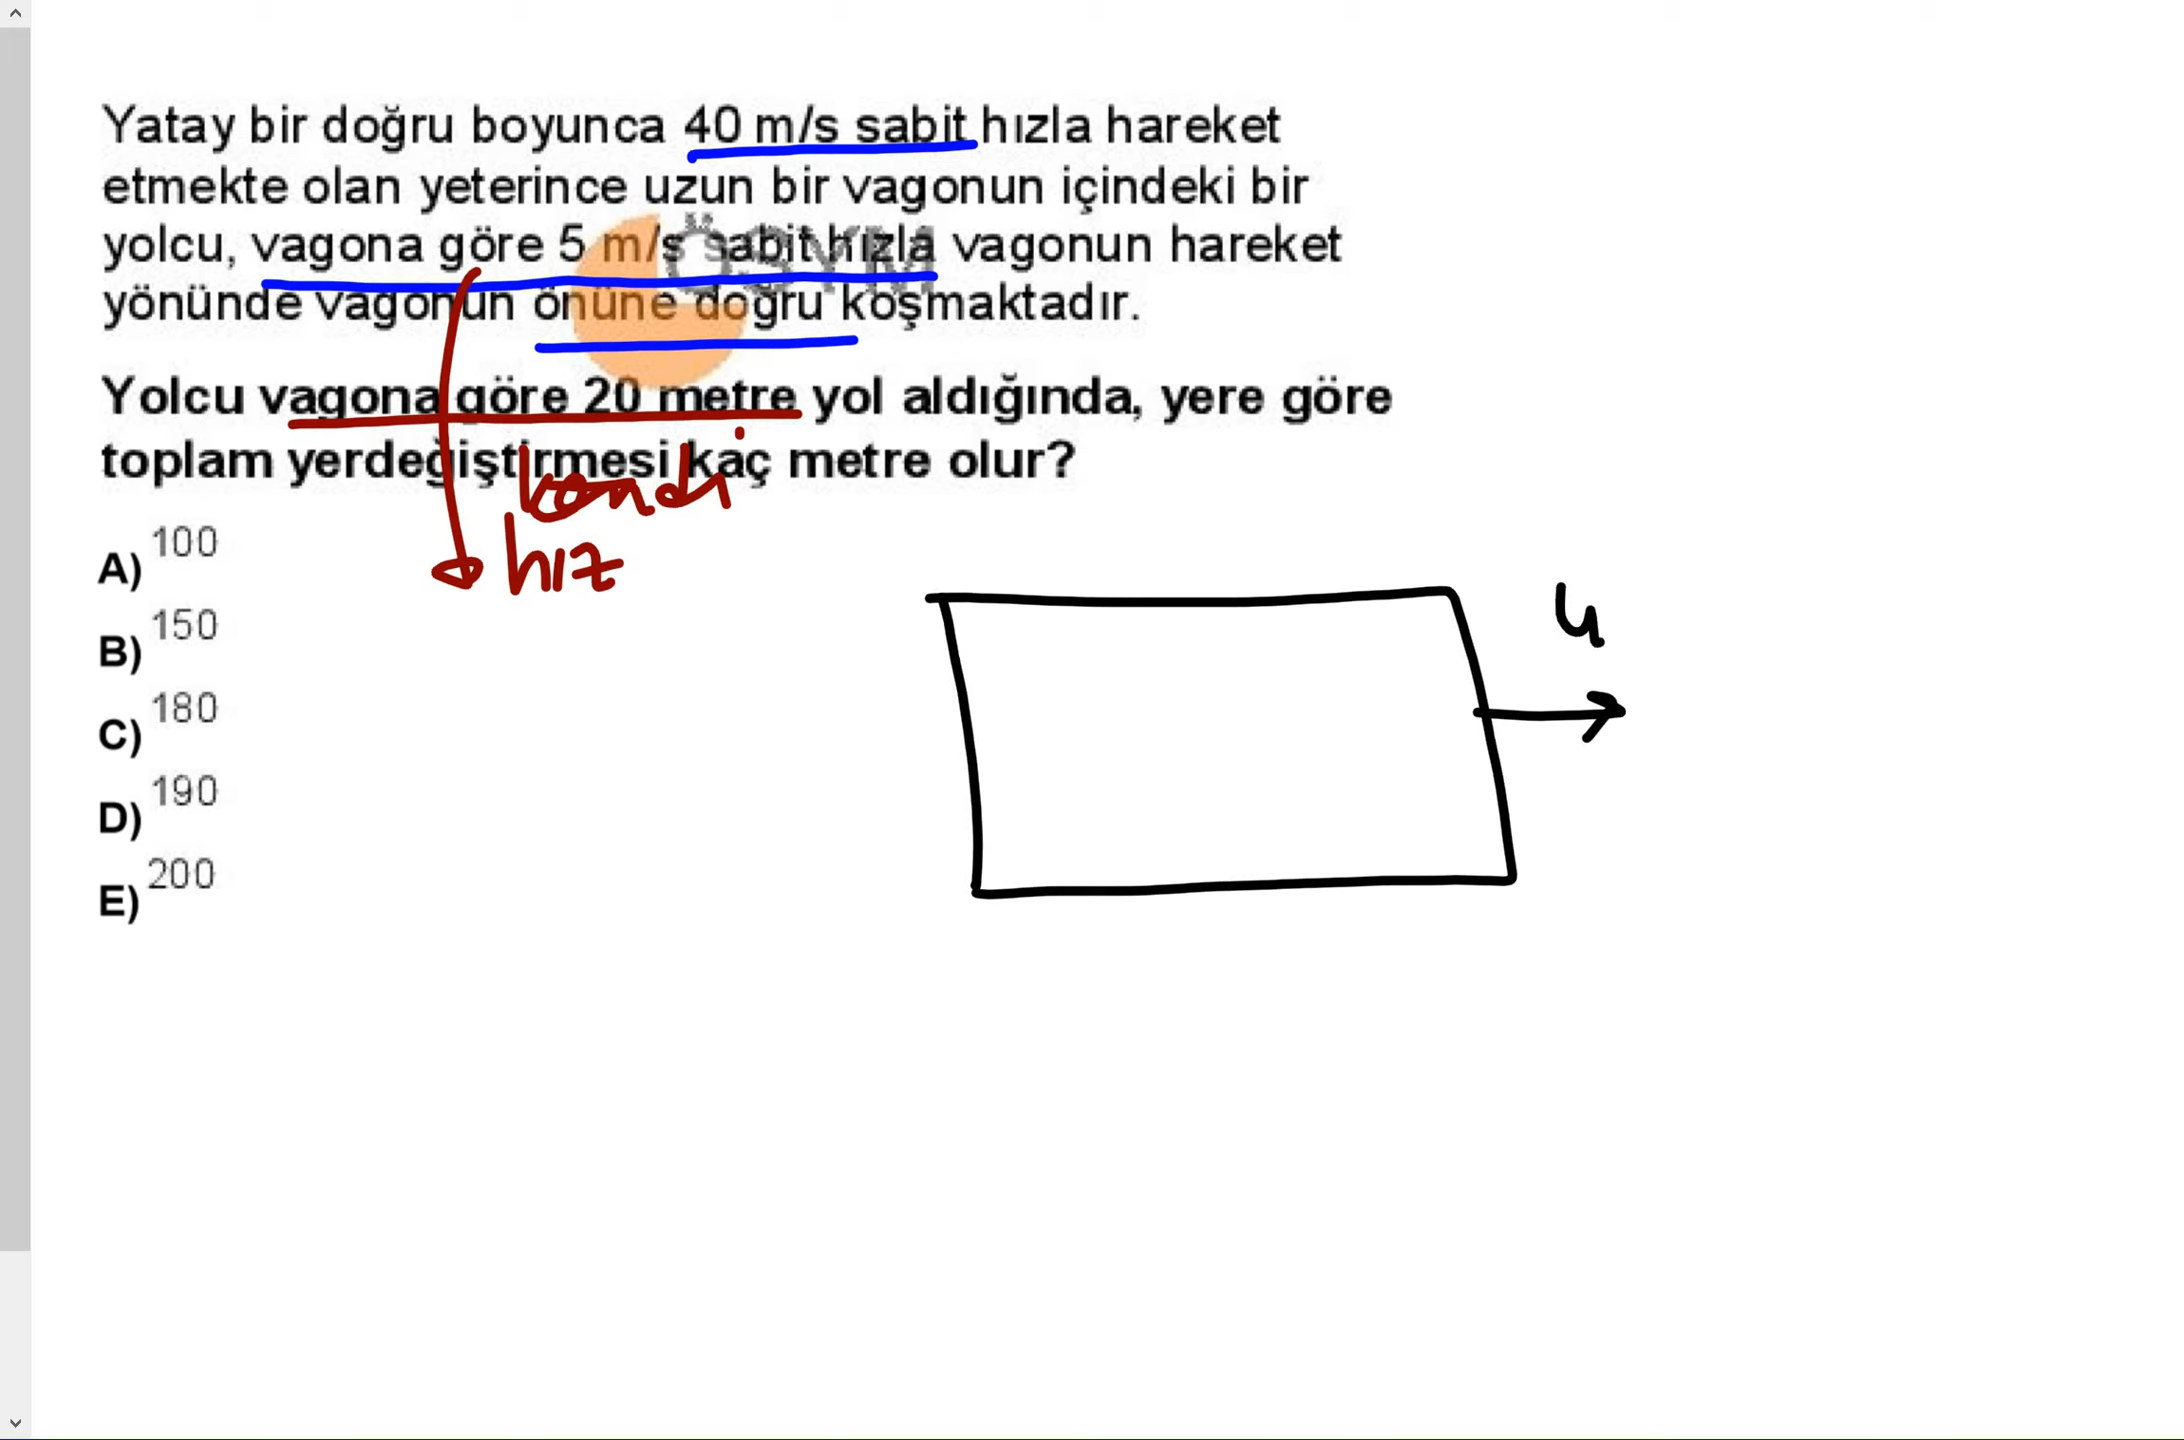 Yatay bir doğru boyunca 40 m/s sabit hızla hareket
etmekte olan yeterince uzun bir vagonun içindeki bir
yolcu, vagona göre 5 m/s sabit hızla vagonun hareket
yönünde vagonun önüne doğru koşmaktadır.
ÖSYM
Yolcu vagona göre 20 metre yol aldığında, yere göre
toplam yerdeğiştirmesi kaç metre olur?
kendi
hız
A) 100
B) 150
C) 180
D) 190
E) 200